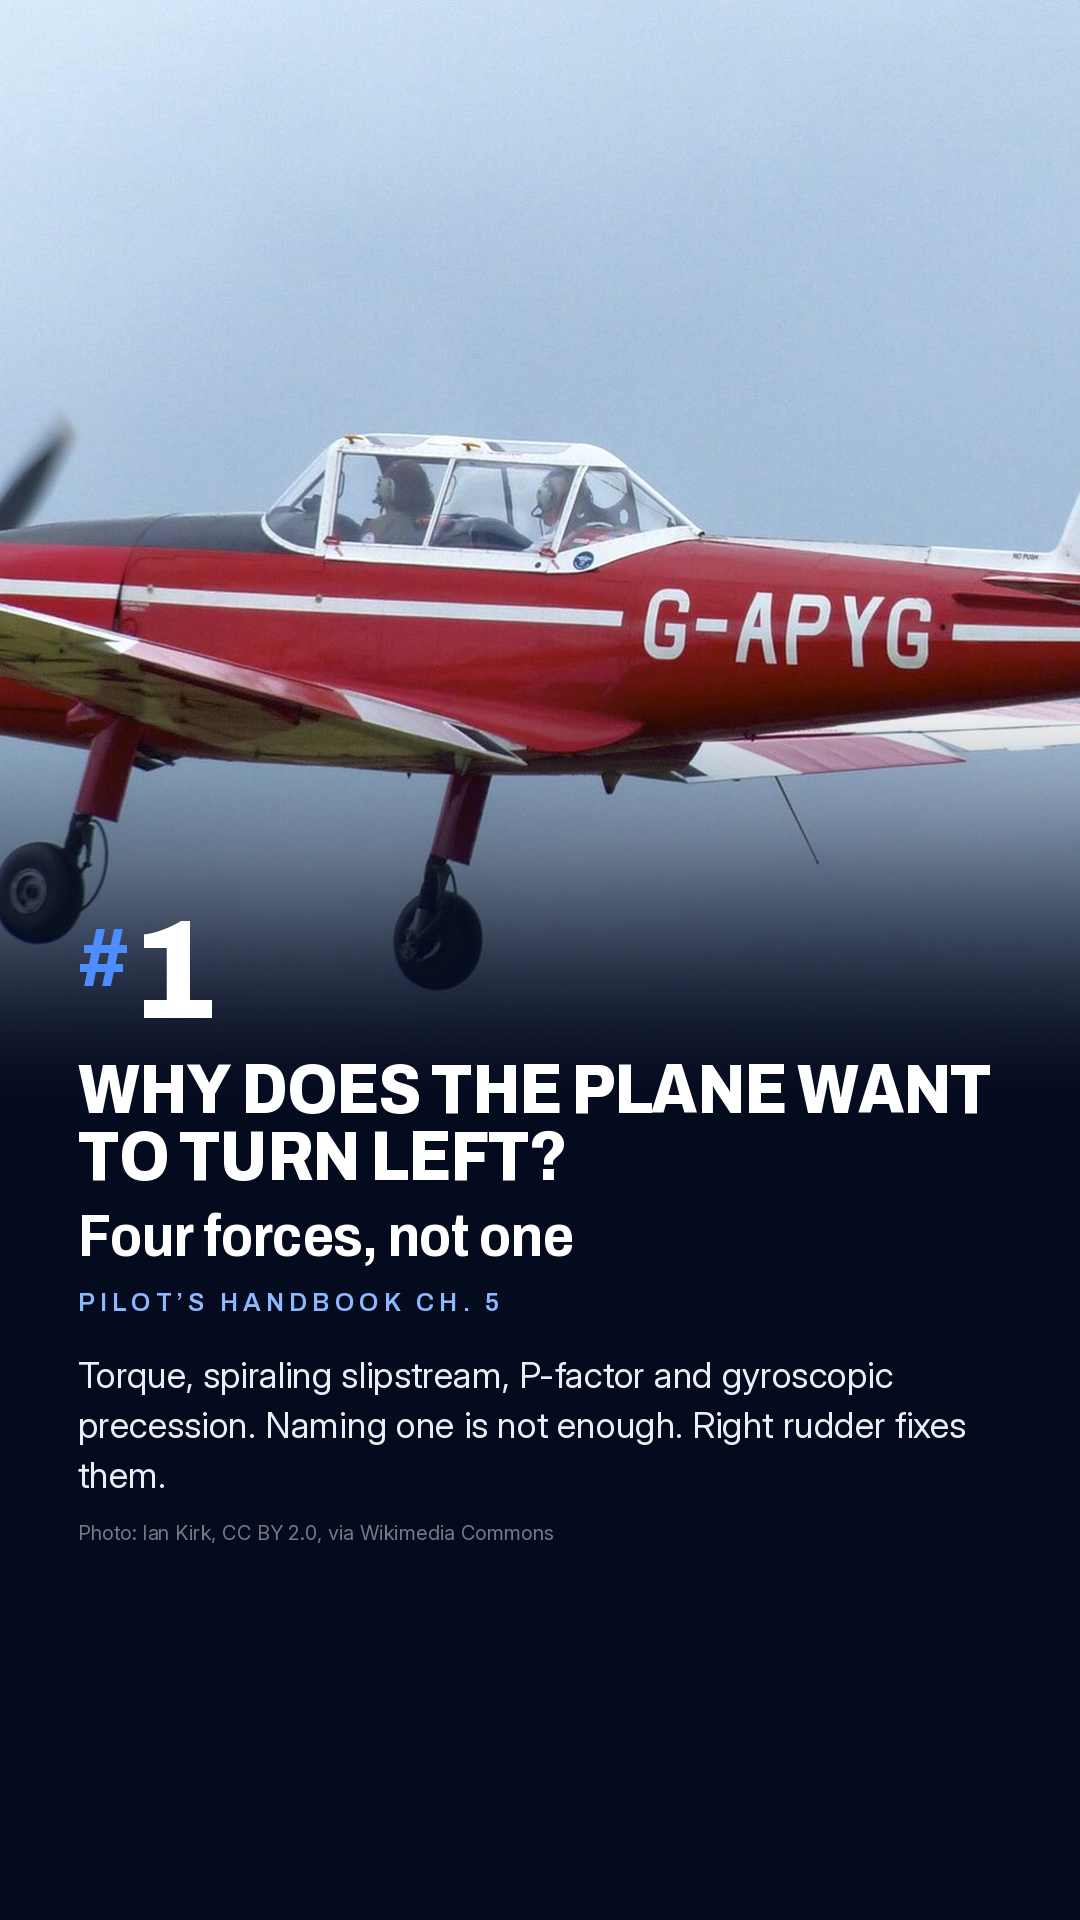 NO PUSH
G-APYG
#1
WHY DOES THE PLANE WANT
TO TURN LEFT?
Four forces, not one
PILOT’S HANDBOOK CH. 5
Torque, spiraling slipstream, P-factor and gyroscopic
precession. Naming one is not enough. Right rudder fixes
them.
Photo: Ian Kirk, CC BY 2.0, via Wikimedia Commons